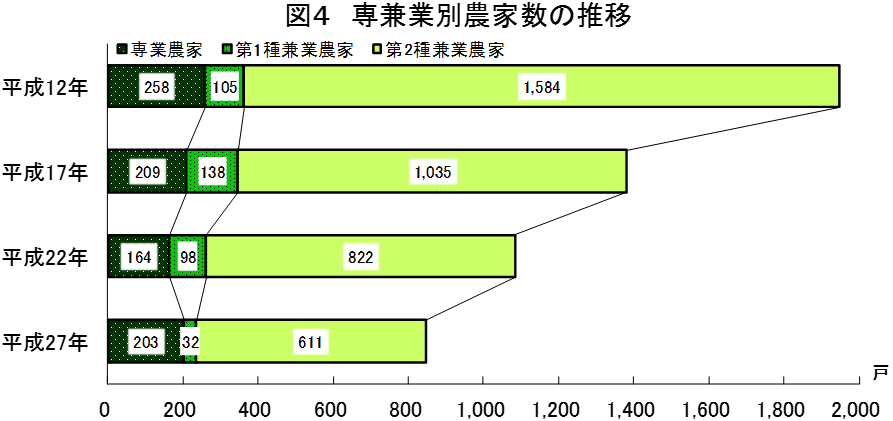 図4 専兼業別農家数の推移
専業農家 第1種兼業農家 第2種兼業農家
平成12年 258 105 1,584
平成17年 209 138 1,035
平成22年 164 98 822
平成27年 203 32 611
戸
0 200 400 600 800 1,000 1,200 1,400 1,600 1,800 2,000